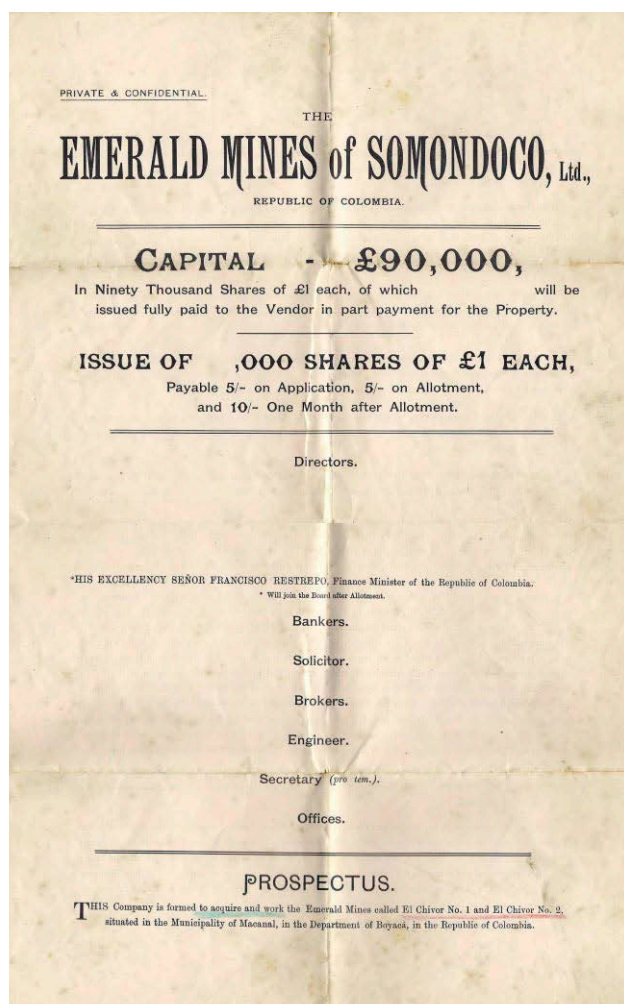 PRIVATE & CONFIDENTIAL.
THE
EMERALD MINES of SOMONDOCO, Ltd.,
REPUBLIC OF COLOMBIA.
CAPITAL - £90,000,
In Ninety Thousand Shares of £1 each, of which will be
issued fully paid to the Vendor in part payment for the Property.
ISSUE OF ,000 SHARES OF £1 EACH,
Payable 5/- on Application, 5/- on Allotment,
and 10/- One Month after Allotment.
Directors.
*HIS EXCELLENCY SEÑOR FRANCISCO RESTREPO, Finance Minister of the Republic of Colombia.
* Will join the Board after Allotment.
Bankers.
Solicitor.
Brokers.
Engineer.
Secretary (pro tem.).
Offices.
PROSPECTUS.
THIS Company is formed to acquire and work the Emerald Mines called El Chivor No. 1 and El Chivor No. 2,
situated in the Municipality of Macanal, in the Department of Boyacá, in the Republic of Colombia.